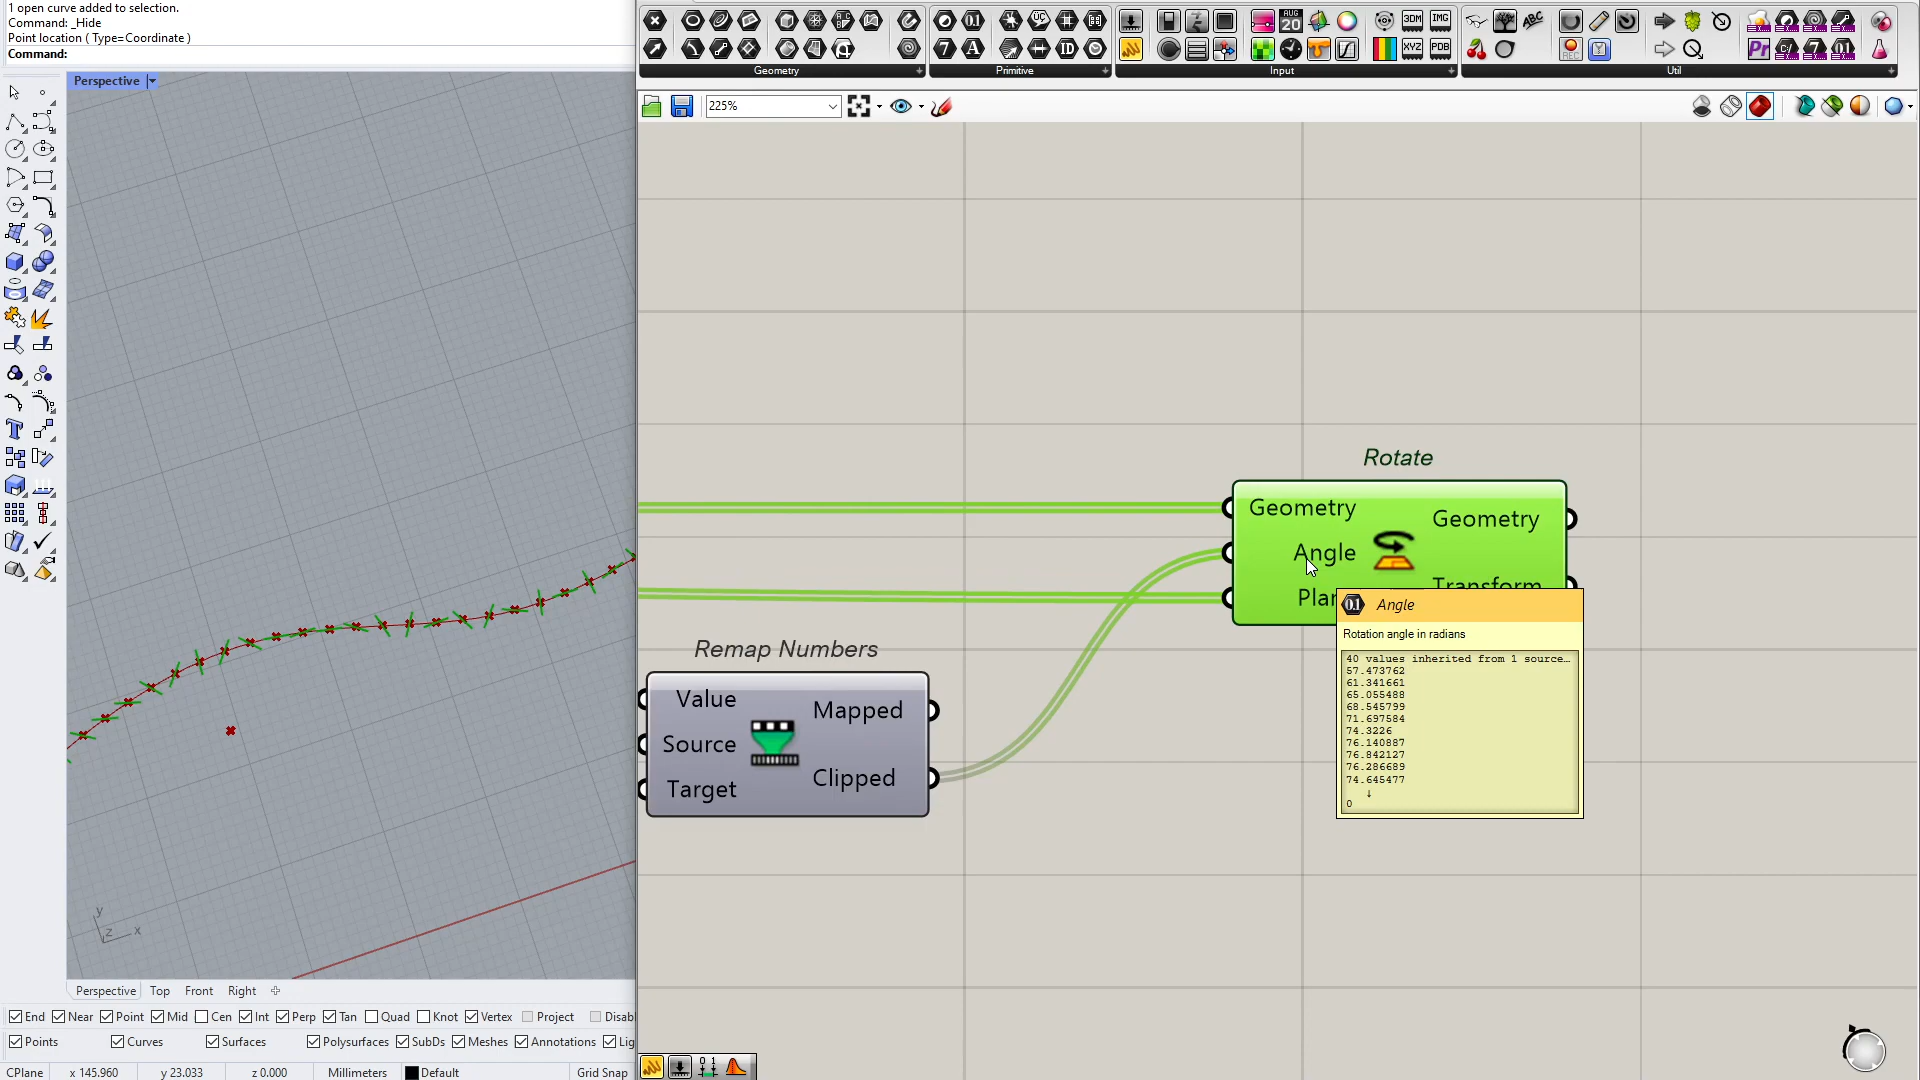 1 open curve added to selection.
Command: _Hide
Point location ( Type=Coordinate )
Command:
Perspective
Geometry
Primitive
Input
Util
225%
Rotate
Geometry
Angle
Geometry
Transform
Angle
Rotation angle in radians
40 values inherited from 1 source…
57.473762
61.341661
65.055488
68.545799
71.697584
74.3226
76.140887
76.842127
76.286689
74.645477
↓
0
Remap Numbers
Value
Source
Target
Mapped
Clipped
y
z
x
Perspective
Top
Front
Right
End
Near
Point
Mid
Cen
Int
Perp
Tan
Quad
Knot
Vertex
Project
Points
Curves
Surfaces
Polysurfaces
SubDs
Meshes
Annotations
CPlane
x 145.960
y 23.033
z 0.000
Millimeters
Default
Grid Snap